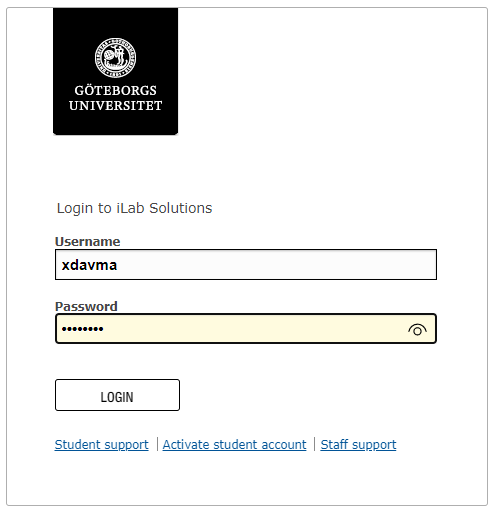 GÖTEBORGS
UNIVERSITET
Login to iLab Solutions
Username
xdavma
Password
••••••••
LOGIN
Student support | Activate student account | Staff support